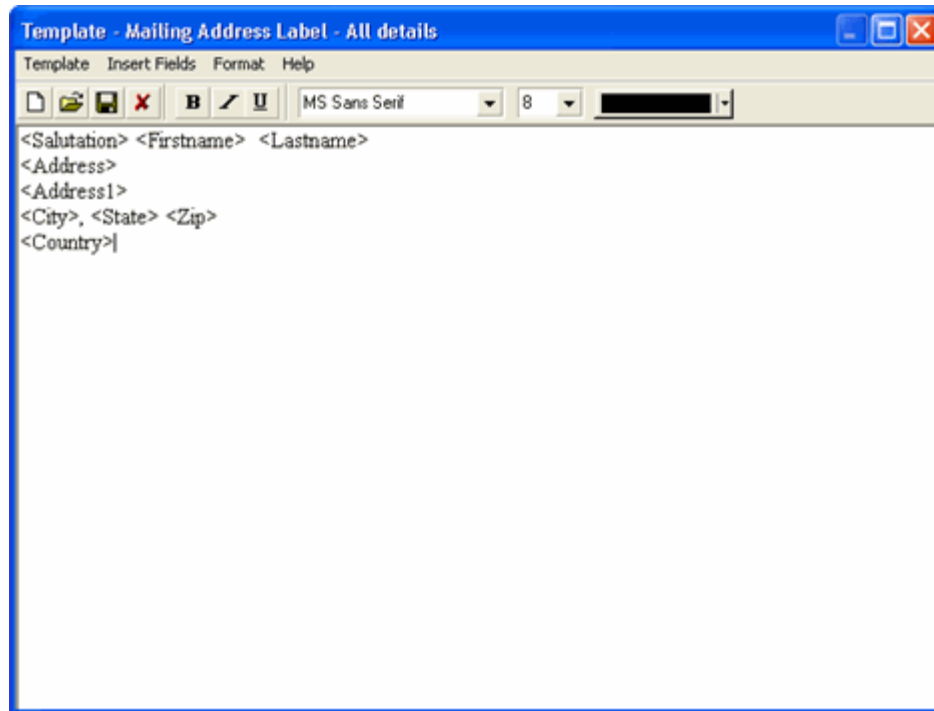 Template - Mailing Address Label - All details
Template Insert Fields Format Help
B I U MS Sans Serif 8
<Salutation> <Firstname>  <Lastname>
<Address>
<Address1>
<City>, <State> <Zip>
<Country>